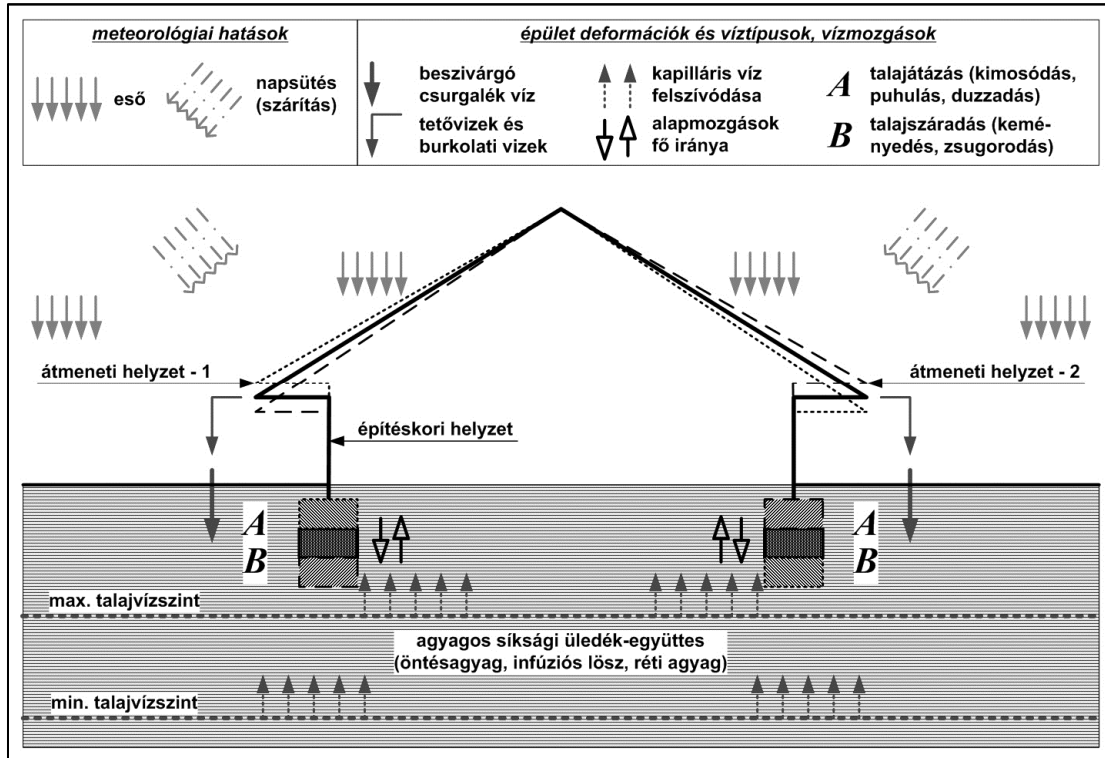 meteorológiai hatások
eső
napsütés
(szárítás)
épület deformációk és víztípusok, vízmozgások
beszivárgó
csurgalék víz
tetővizek és
burkolati vizek
kapilláris víz
felszívódása
alapmozgások
fő iránya
A
talajátázás (kimosódás,
puhulás, duzzadás)
B
talajszáradás (kemé-
nyedés, zsugorodás)
átmeneti helyzet - 1
átmeneti helyzet - 2
építéskori helyzet
A
B
A
B
max. talajvízszint
agyagos síksági üledék-együttes
(öntésagyag, infúziós lösz, réti agyag)
min. talajvízszint